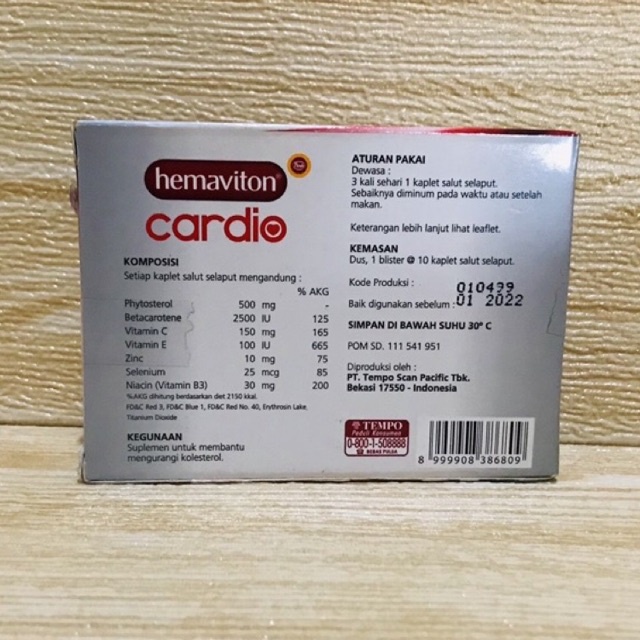 hemaviton®
cardio
KOMPOSISI
Setiap kaplet salut selaput mengandung :
% AKG
Phytosterol 500 mg -
Betacarotene 2500 IU 125
Vitamin C 150 mg 165
Vitamin E 100 IU 665
Zinc 10 mg 75
Selenium 25 mcg 85
Niacin (Vitamin B3) 30 mg 200
%AKG dihitung berdasarkan diet 2150 kkal.
FD&C Red 3, FD&C Blue 1, FD&C Red No. 40, Erythrosin Lake,
Titanium Dioxide
KEGUNAAN
Suplemen untuk membantu
mengurangi kolesterol.
ATURAN PAKAI
Dewasa :
3 kali sehari 1 kaplet salut selaput.
Sebaiknya diminum pada waktu atau setelah
makan.
Keterangan lebih lanjut lihat leaflet.
KEMASAN
Dus, 1 blister @ 10 kaplet salut selaput.
Kode Produksi : 010499
Baik digunakan sebelum : 01 2022
SIMPAN DI BAWAH SUHU 30° C
POM SD. 111 541 951
Diproduksi oleh :
PT. Tempo Scan Pacific Tbk.
Bekasi 17550 - Indonesia
TEMPO
Peduli Konsumen
0-800-1-508888
BEBAS PULSA
8 999908 386809